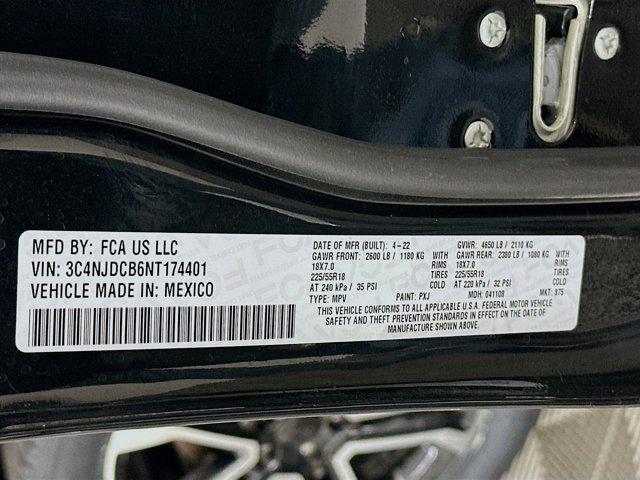 MFD BY: FCA US LLC
VIN: 3C4NJDCB6NT174401
VEHICLE MADE IN: MEXICO
DATE OF MFR (BUILT): 4-22 GVWR: 4650 LB / 2110 KG
GAWR FRONT: 2600 LB / 1180 KG WITH GAWR REAR: 2380 LB / 1080 KG WITH
18X7.0 RIMS 18X7.0 RIMS
225/55R18 TIRES 225/55R18 TIRES
AT 240 kPa / 35 PSI COLD AT 220 kPa / 32 PSI COLD
TYPE: MPV PAINT: PXJ MDH: 041108 MKT: 875
THIS VEHICLE CONFORMS TO ALL APPLICABLE U.S.A. FEDERAL MOTOR VEHICLE
SAFETY AND THEFT PREVENTION STANDARDS IN EFFECT ON THE DATE OF
MANUFACTURE SHOWN ABOVE.